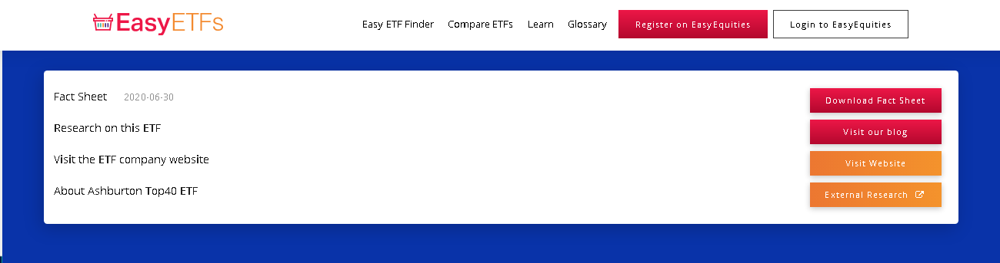 EasyETFs Easy ETF Finder Compare ETFs Learn Glossary Register on EasyEquities Login to EasyEquities
Fact Sheet 2020-06-30 Download Fact Sheet
Research on this ETF Visit our blog
Visit the ETF company website Visit Website
About Ashburton Top40 ETF External Research